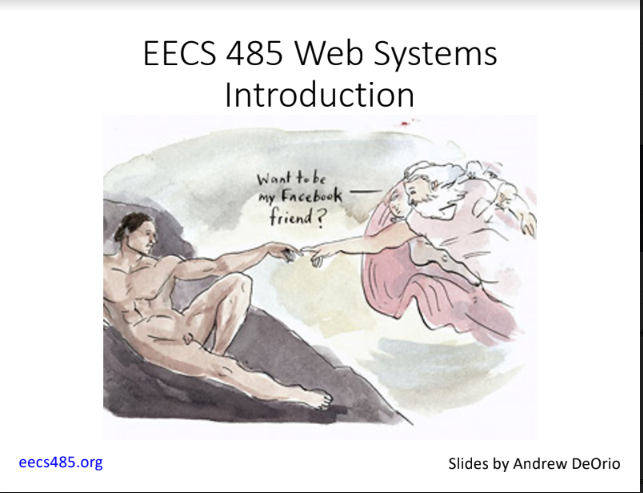 EECS 485 Web Systems
Introduction
Want to be
my Facebook
friend?
eecs485.org
Slides by Andrew DeOrio